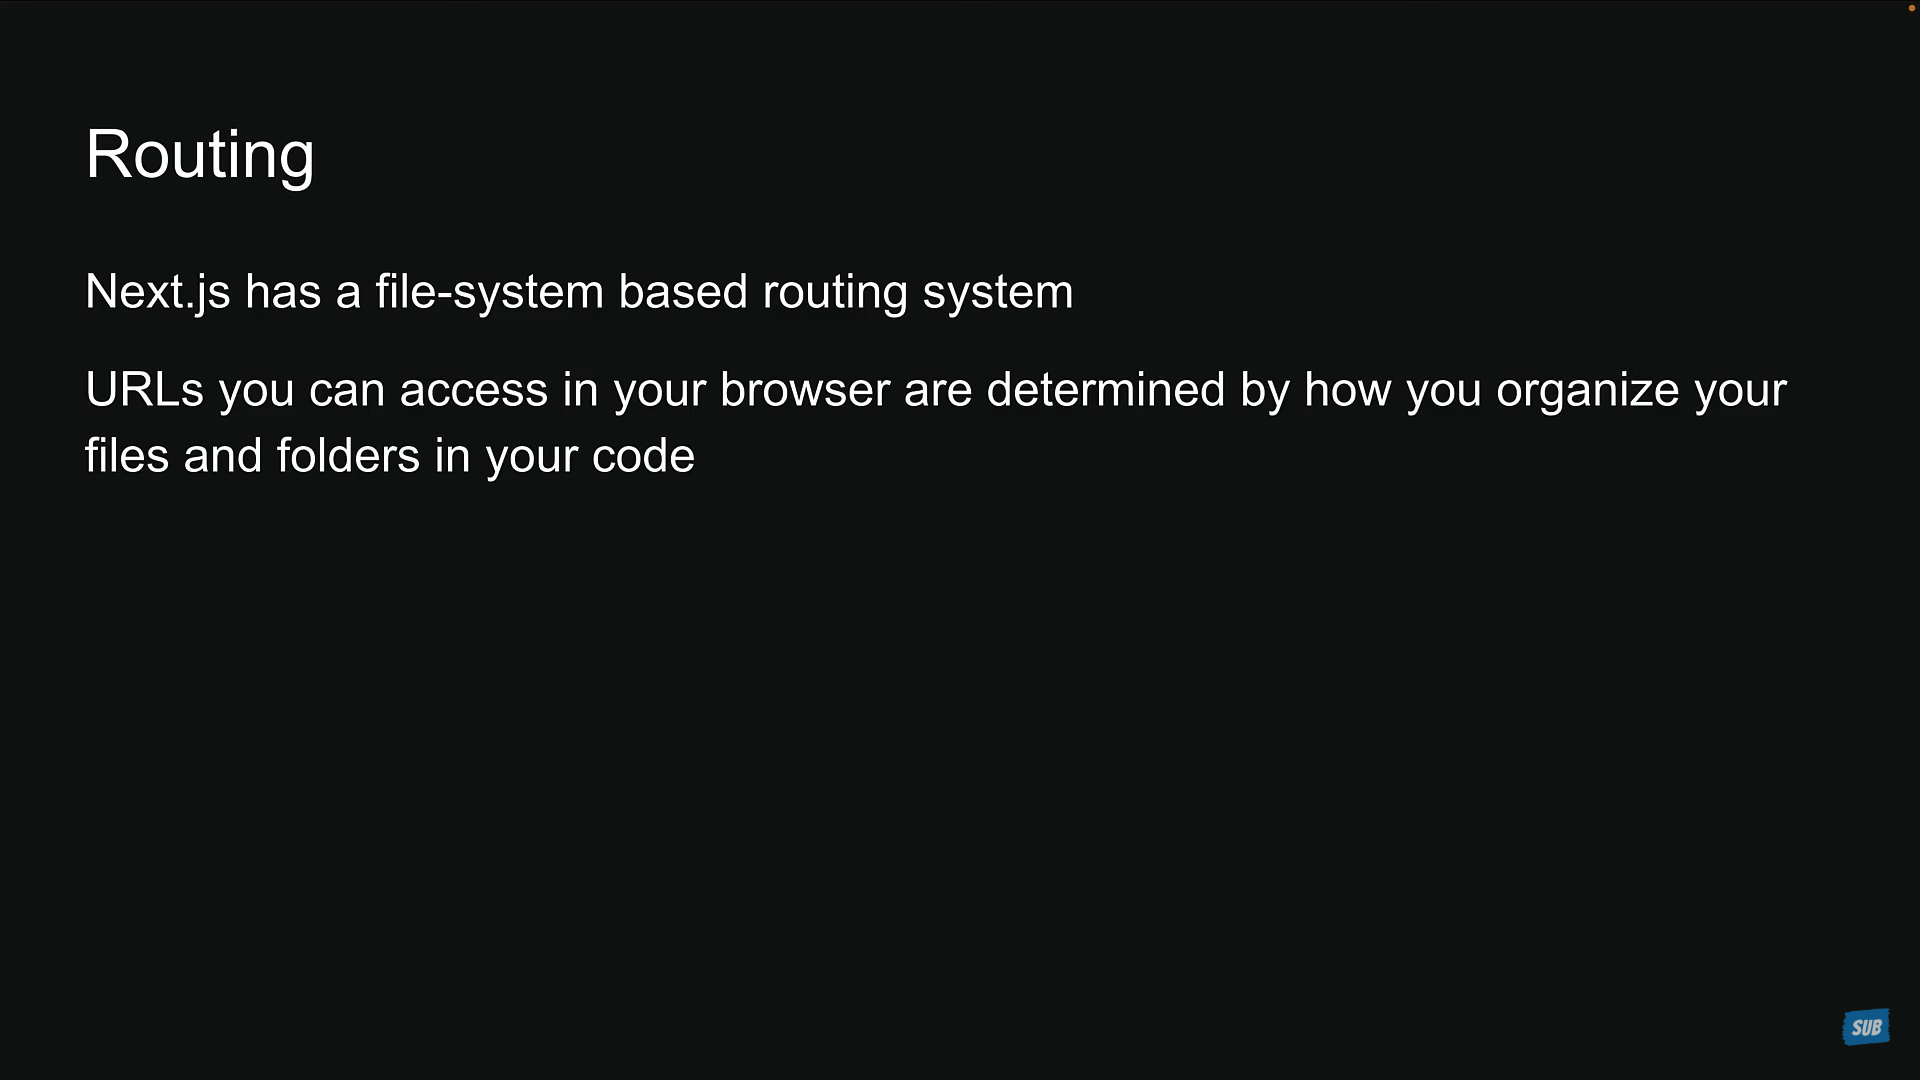 Routing
Next.js has a file-system based routing system
URLs you can access in your browser are determined by how you organize your
files and folders in your code
SUB